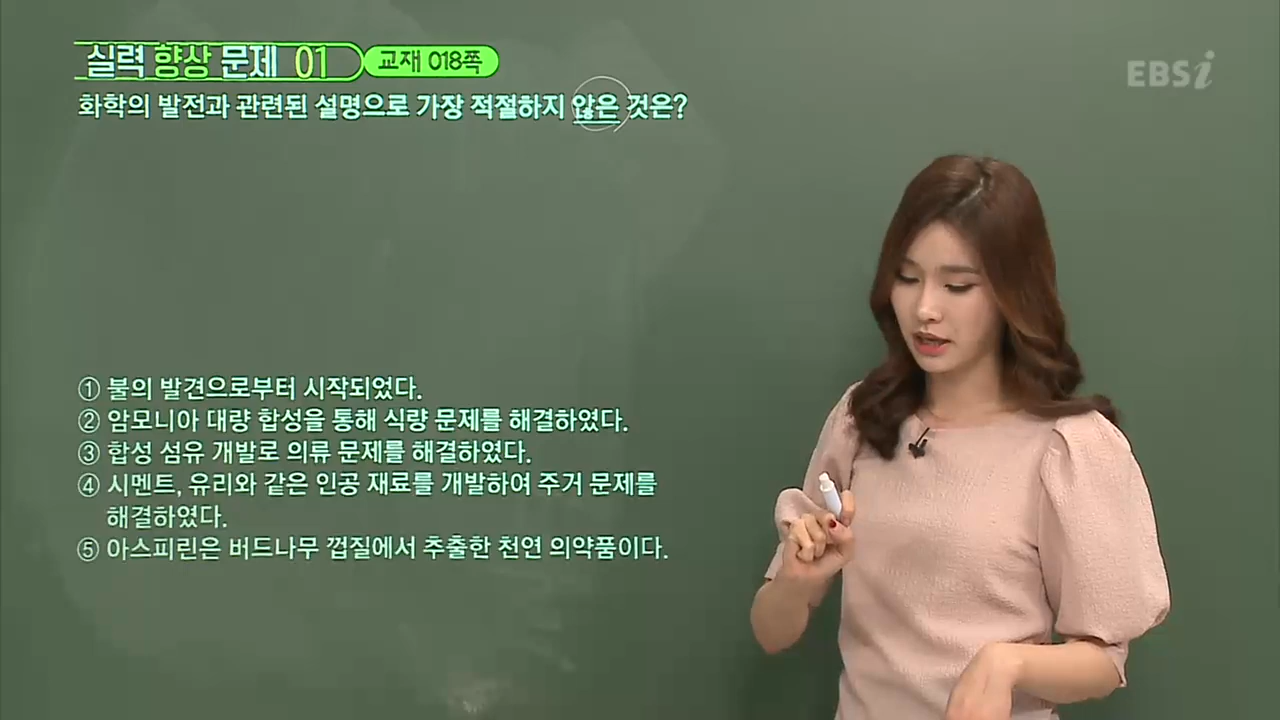 실력 향상 문제 01 교재 018쪽
EBSi
화학의 발전과 관련된 설명으로 가장 적절하지 않은 것은?
① 불의 발견으로부터 시작되었다.
② 암모니아 대량 합성을 통해 식량 문제를 해결하였다.
③ 합성 섬유 개발로 의류 문제를 해결하였다.
④ 시멘트, 유리와 같은 인공 재료를 개발하여 주거 문제를
해결하였다.
⑤ 아스피린은 버드나무 껍질에서 추출한 천연 의약품이다.